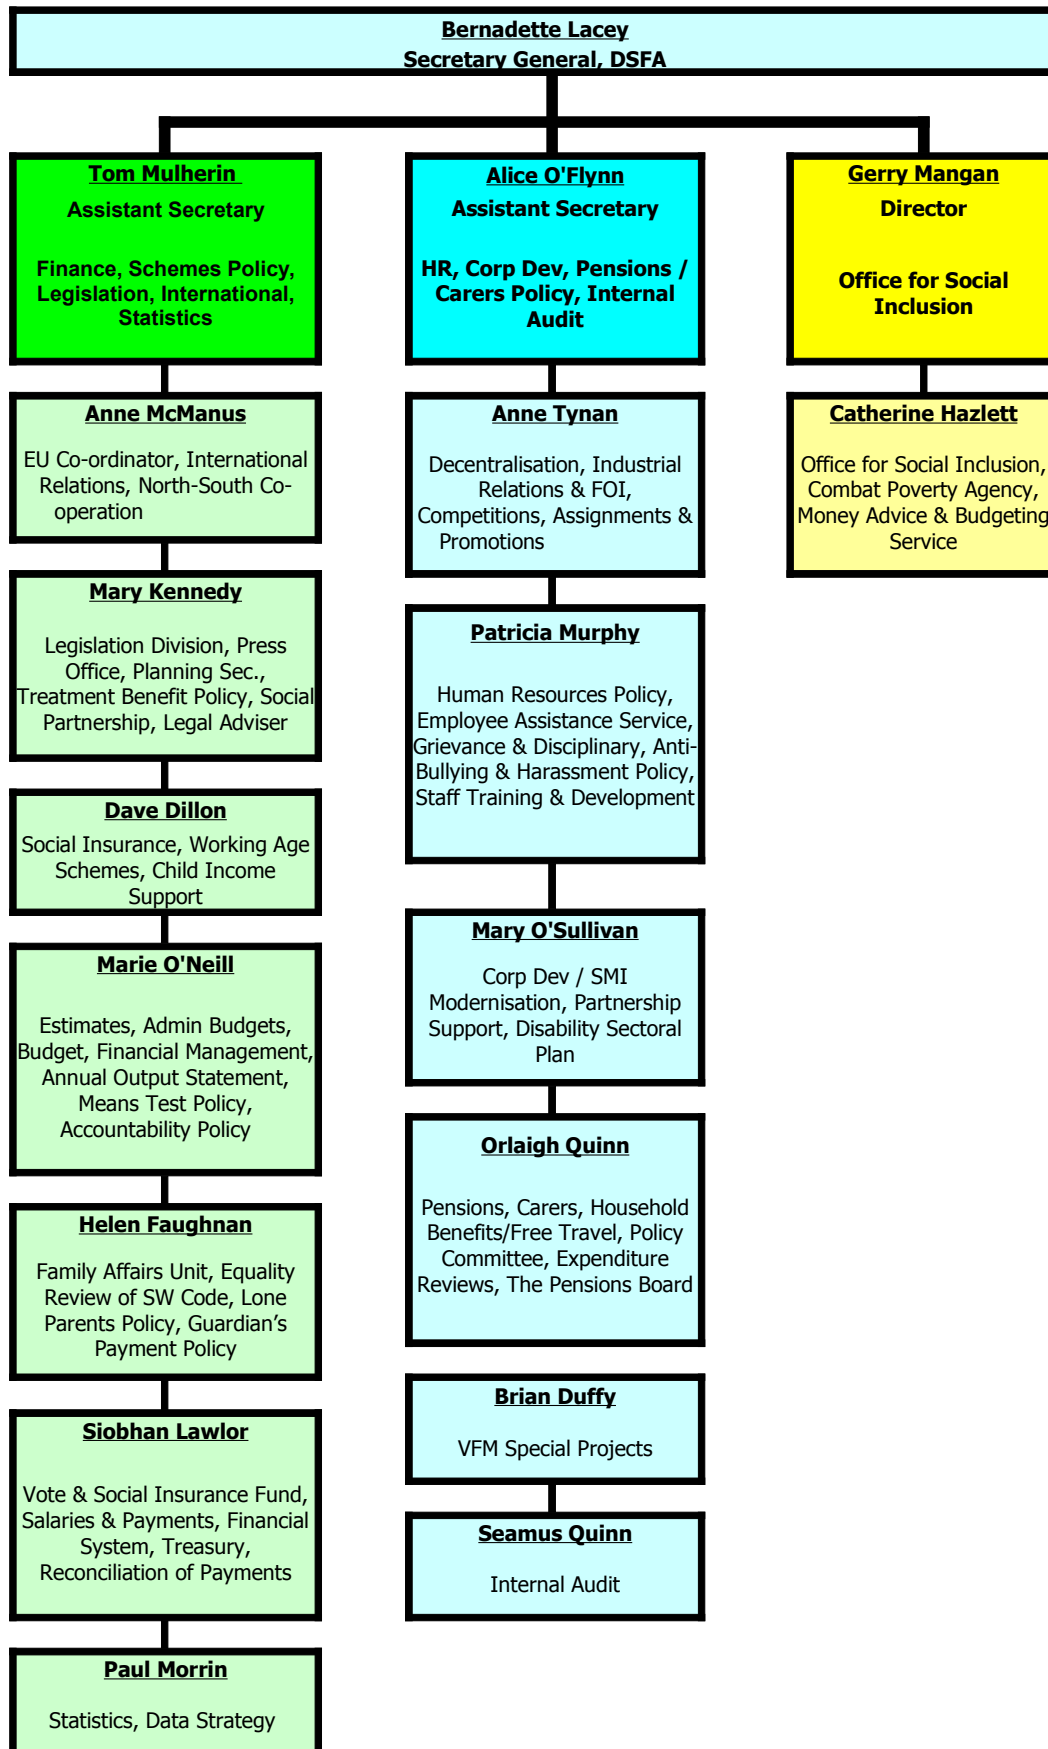 Bernadette Lacey
Secretary General, DSFA
Tom Mulherin
Assistant Secretary
Finance, Schemes Policy,
Legislation, International,
Statistics
Anne McManus
EU Co-ordinator, International
Relations, North-South Co-
operation
Mary Kennedy
Legislation Division, Press
Office, Planning Sec.,
Treatment Benefit Policy, Social
Partnership, Legal Adviser
Dave Dillon
Social Insurance, Working Age
Schemes, Child Income
Support
Marie O'Neill
Estimates, Admin Budgets,
Budget, Financial Management,
Annual Output Statement,
Means Test Policy,
Accountability Policy
Helen Faughnan
Family Affairs Unit, Equality
Review of SW Code, Lone
Parents Policy, Guardian’s
Payment Policy
Siobhan Lawlor
Vote & Social Insurance Fund,
Salaries & Payments, Financial
System, Treasury,
Reconciliation of Payments
Paul Morrin
Statistics, Data Strategy
Alice O'Flynn
Assistant Secretary
HR, Corp Dev, Pensions /
Carers Policy, Internal
Audit
Anne Tynan
Decentralisation, Industrial
Relations & FOI,
Competitions, Assignments &
Promotions
Patricia Murphy
Human Resources Policy,
Employee Assistance Service,
Grievance & Disciplinary, Anti-
Bullying & Harassment Policy,
Staff Training & Development
Mary O'Sullivan
Corp Dev / SMI
Modernisation, Partnership
Support, Disability Sectoral
Plan
Orlaigh Quinn
Pensions, Carers, Household
Benefits/Free Travel, Policy
Committee, Expenditure
Reviews, The Pensions Board
Brian Duffy
VFM Special Projects
Seamus Quinn
Internal Audit
Gerry Mangan
Director
Office for Social
Inclusion
Catherine Hazlett
Office for Social Inclusion,
Combat Poverty Agency,
Money Advice & Budgeting
Service